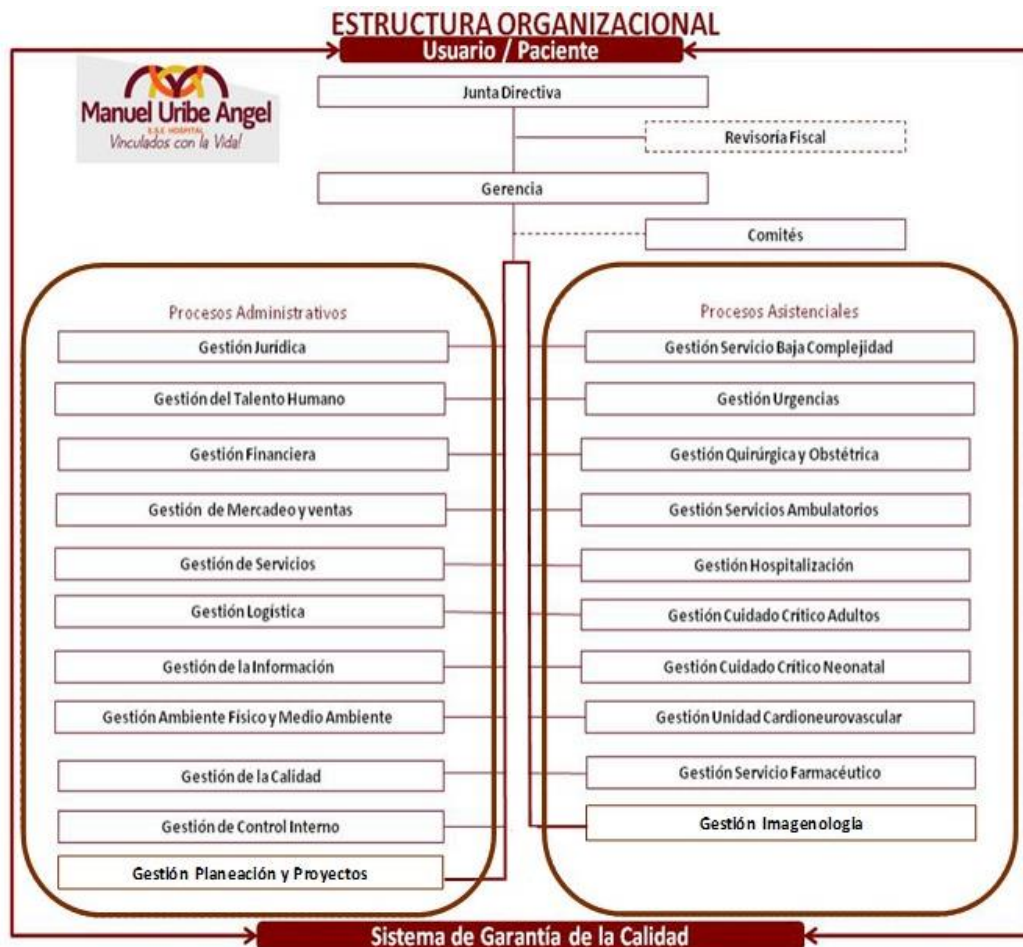 ESTRUCTURA ORGANIZACIONAL
Usuario / Paciente
Manuel Uribe Angel
E.S.E HOSPITAL
Vinculados con la Vida!
Junta Directiva
Revisoría Fiscal
Gerencia
Comités
Procesos Administrativos
Gestión Jurídica
Gestión del Talento Humano
Gestión Financiera
Gestión de Mercadeo y ventas
Gestión de Servicios
Gestión Logística
Gestión de la Información
Gestión Ambiente Físico y Medio Ambiente
Gestión de la Calidad
Gestión de Control Interno
Gestión Planeación y Proyectos
Procesos Asistenciales
Gestión Servicio Baja Complejidad
Gestión Urgencias
Gestión Quirúrgica y Obstétrica
Gestión Servicios Ambulatorios
Gestión Hospitalización
Gestión Cuidado Crítico Adultos
Gestión Cuidado Crítico Neonatal
Gestión Unidad Cardioneurovascular
Gestión Servicio Farmacéutico
Gestión Imagenología
Sistema de Garantía de la Calidad